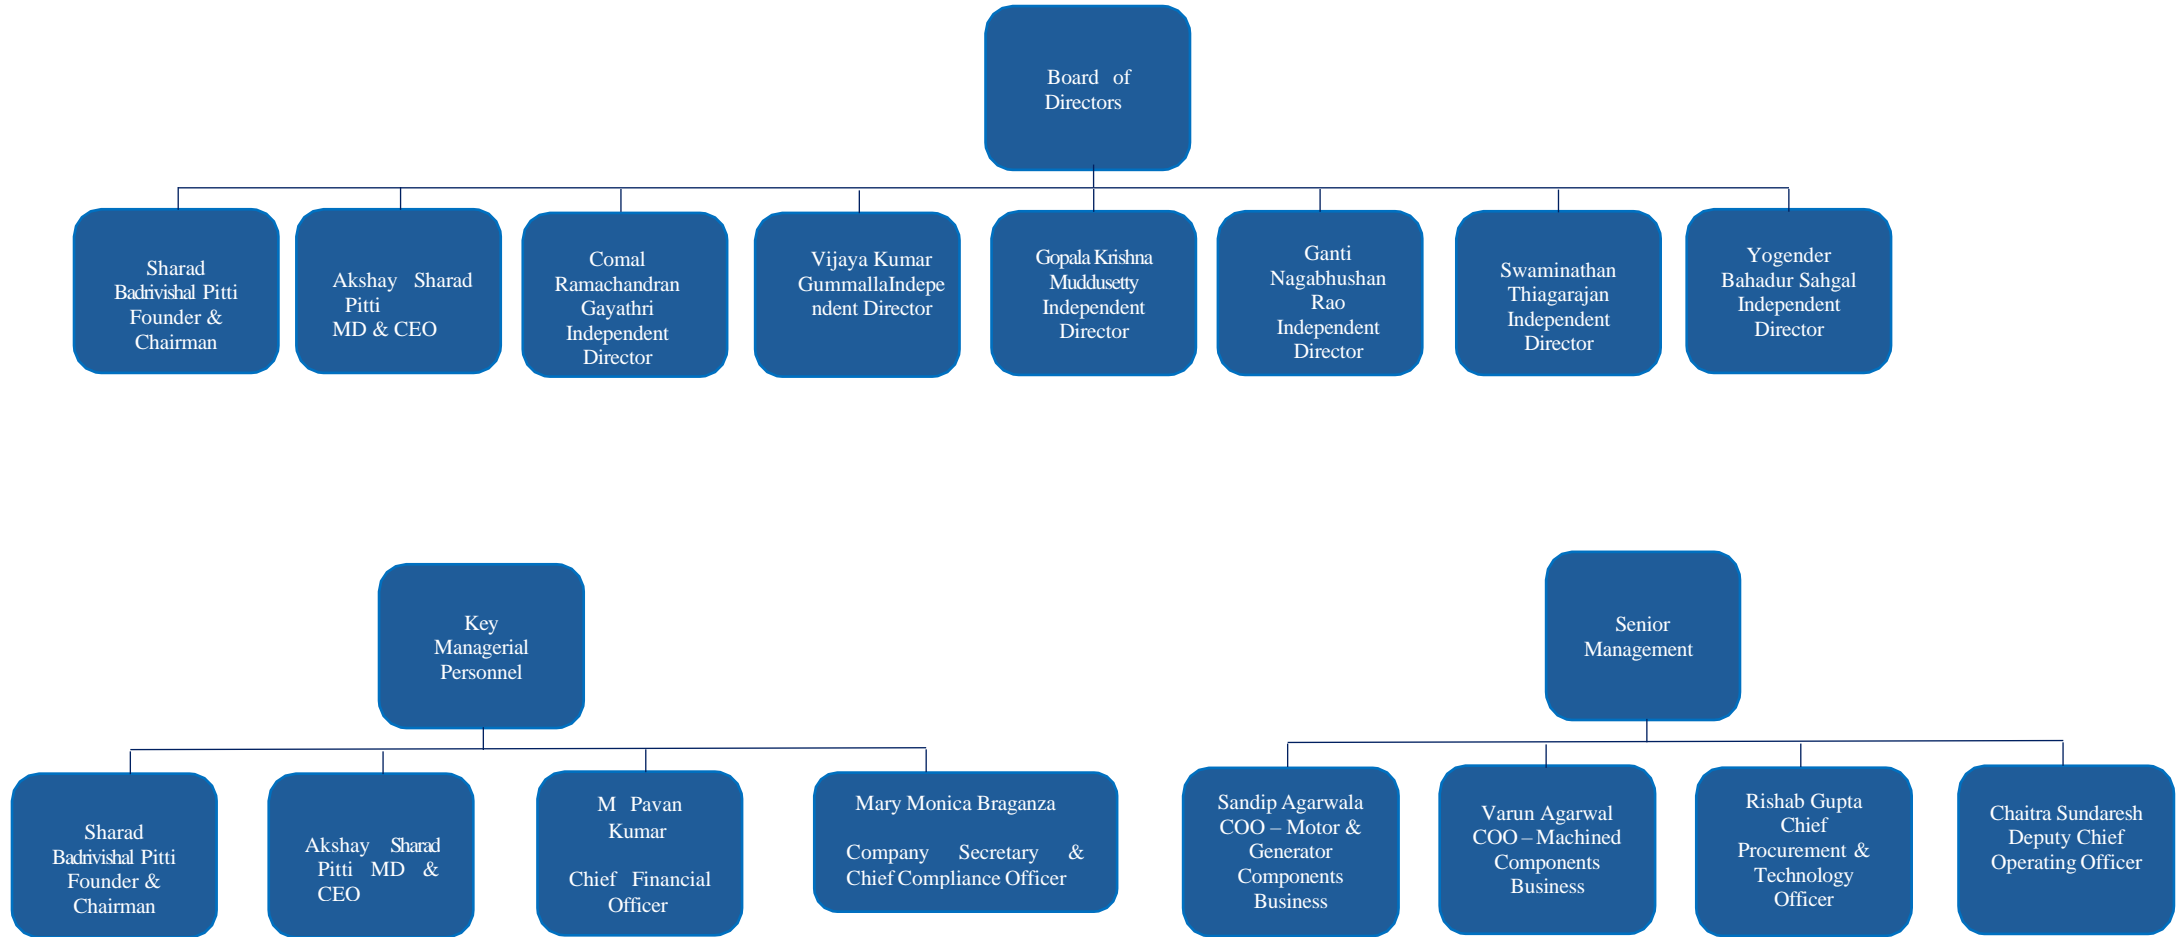 Board of
Directors
Sharad
Badrivishal Pitti
Founder &
Chairman
Akshay Sharad
Pitti
MD & CEO
Comal
Ramachandran
Gayathri
Independent
Director
Vijaya Kumar
GummallaIndepe
ndent Director
Gopala Krishna
Muddusetty
Independent
Director
Ganti
Nagabhushan
Rao
Independent
Director
Swaminathan
Thiagarajan
Independent
Director
Yogender
Bahadur Sahgal
Independent
Director
Key
Managerial
Personnel
Sharad
Badrivishal Pitti
Founder &
Chairman
Akshay Sharad
Pitti MD &
CEO
M Pavan
Kumar
Chief Financial
Officer
Mary Monica Braganza
Company Secretary &
Chief Compliance Officer
Senior
Management
Sandip Agarwala
COO – Motor &
Generator
Components
Business
Varun Agarwal
COO – Machined
Components
Business
Rishab Gupta
Chief
Procurement &
Technology
Officer
Chaitra Sundaresh
Deputy Chief
Operating Officer